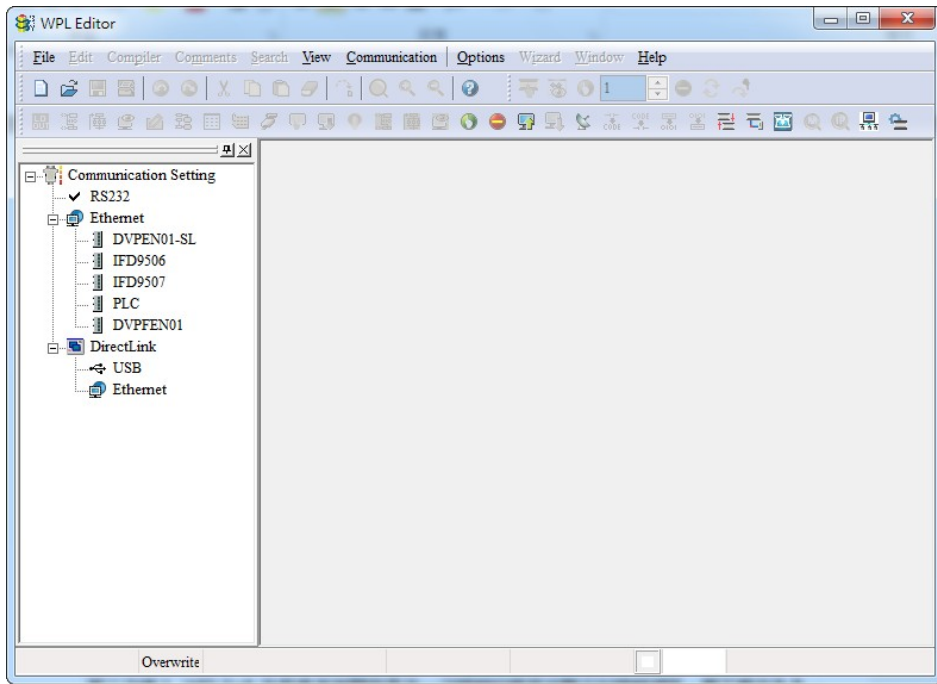 WPL Editor
File Edit Compiler Comments Search View Communication Options Wizard Window Help
1
Communication Setting
RS232
Ethernet
DVPEN01-SL
IFD9506
IFD9507
PLC
DVPFEN01
DirectLink
USB
Ethernet
Overwrite